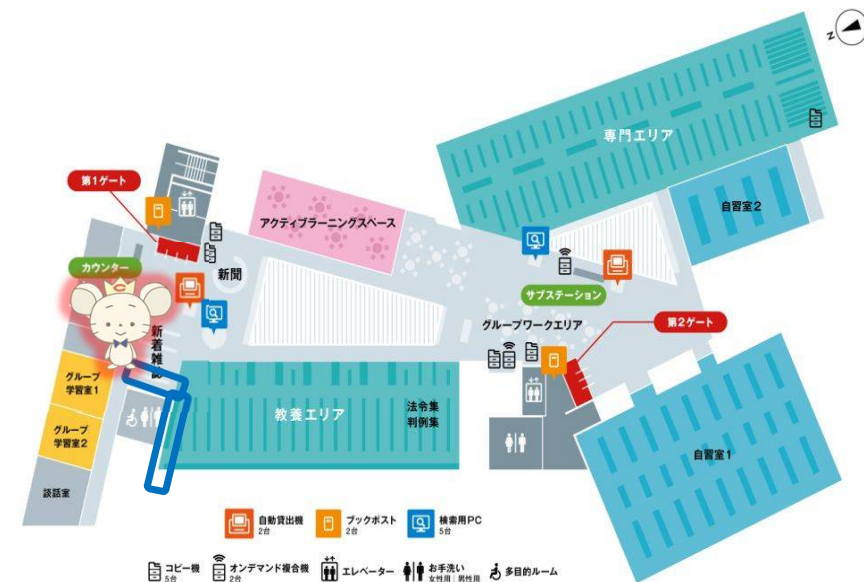 Z
専門エリア
第1ゲート
自習室2
アクティブラーニングスペース
カウンター
新聞
サブステーション
新着雑誌
グループワークエリア
第2ゲート
グループ
学習室1
教養エリア
法令集
判例集
グループ
学習室2
自習室1
談話室
自動貸出機
2台
ブックポスト
2台
検索用PC
5台
コピー機
5台
オンデマンド複合機
2台
エレベーター
お手洗い
女性用|男性用
多目的ルーム